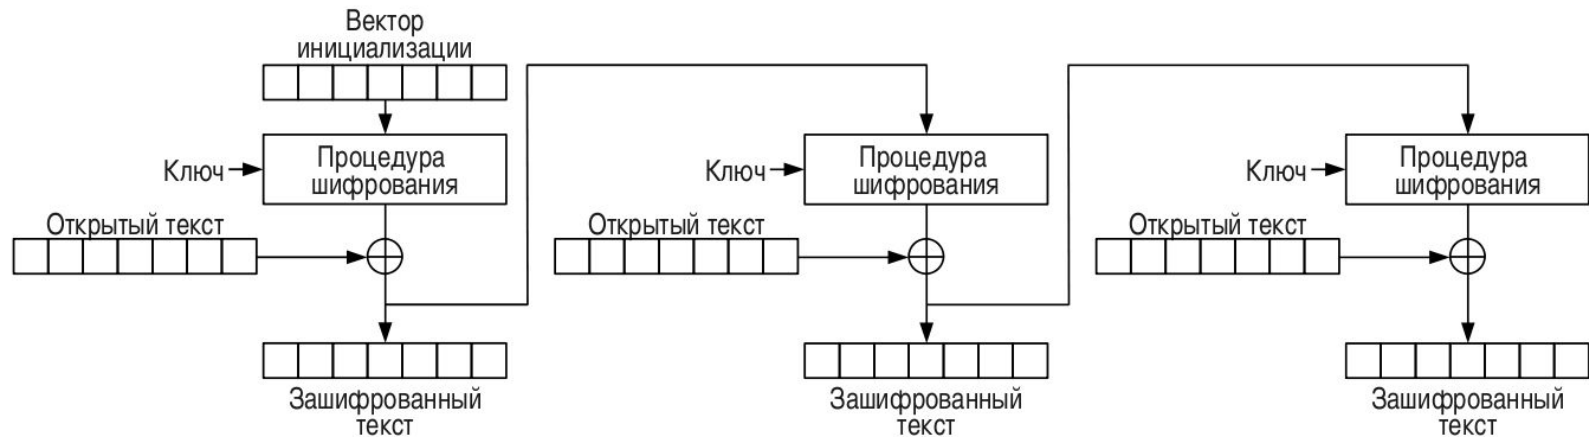 Вектор
инициализации
Ключ
Процедура
шифрования
Ключ
Процедура
шифрования
Ключ
Процедура
шифрования
Открытый текст
Открытый текст
Открытый текст
Зашифрованный
текст
Зашифрованный
текст
Зашифрованный
текст